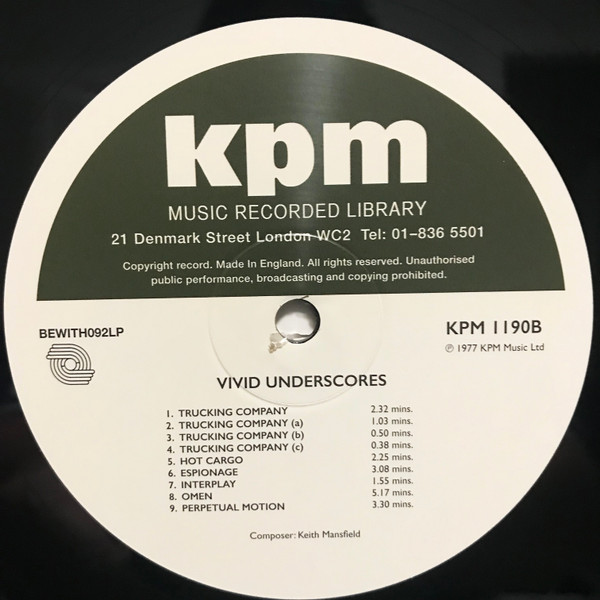 kpm
MUSIC RECORDED LIBRARY
21 Denmark Street London WC2 Tel: 01–836 5501
Copyright record. Made In England. All rights reserved. Unauthorised
public performance, broadcasting and copying prohibited.
BEWITH092LP
KPM 1190B
℗ 1977 KPM Music Ltd
VIVID UNDERSCORES
1. TRUCKING COMPANY 2.32 mins.
2. TRUCKING COMPANY (a) 1.03 mins.
3. TRUCKING COMPANY (b) 0.50 mins.
4. TRUCKING COMPANY (c) 0.38 mins.
5. HOT CARGO 2.25 mins.
6. ESPIONAGE 3.08 mins.
7. INTERPLAY 1.55 mins.
8. OMEN 5.17 mins.
9. PERPETUAL MOTION 3.30 mins.
Composer: Keith Mansfield